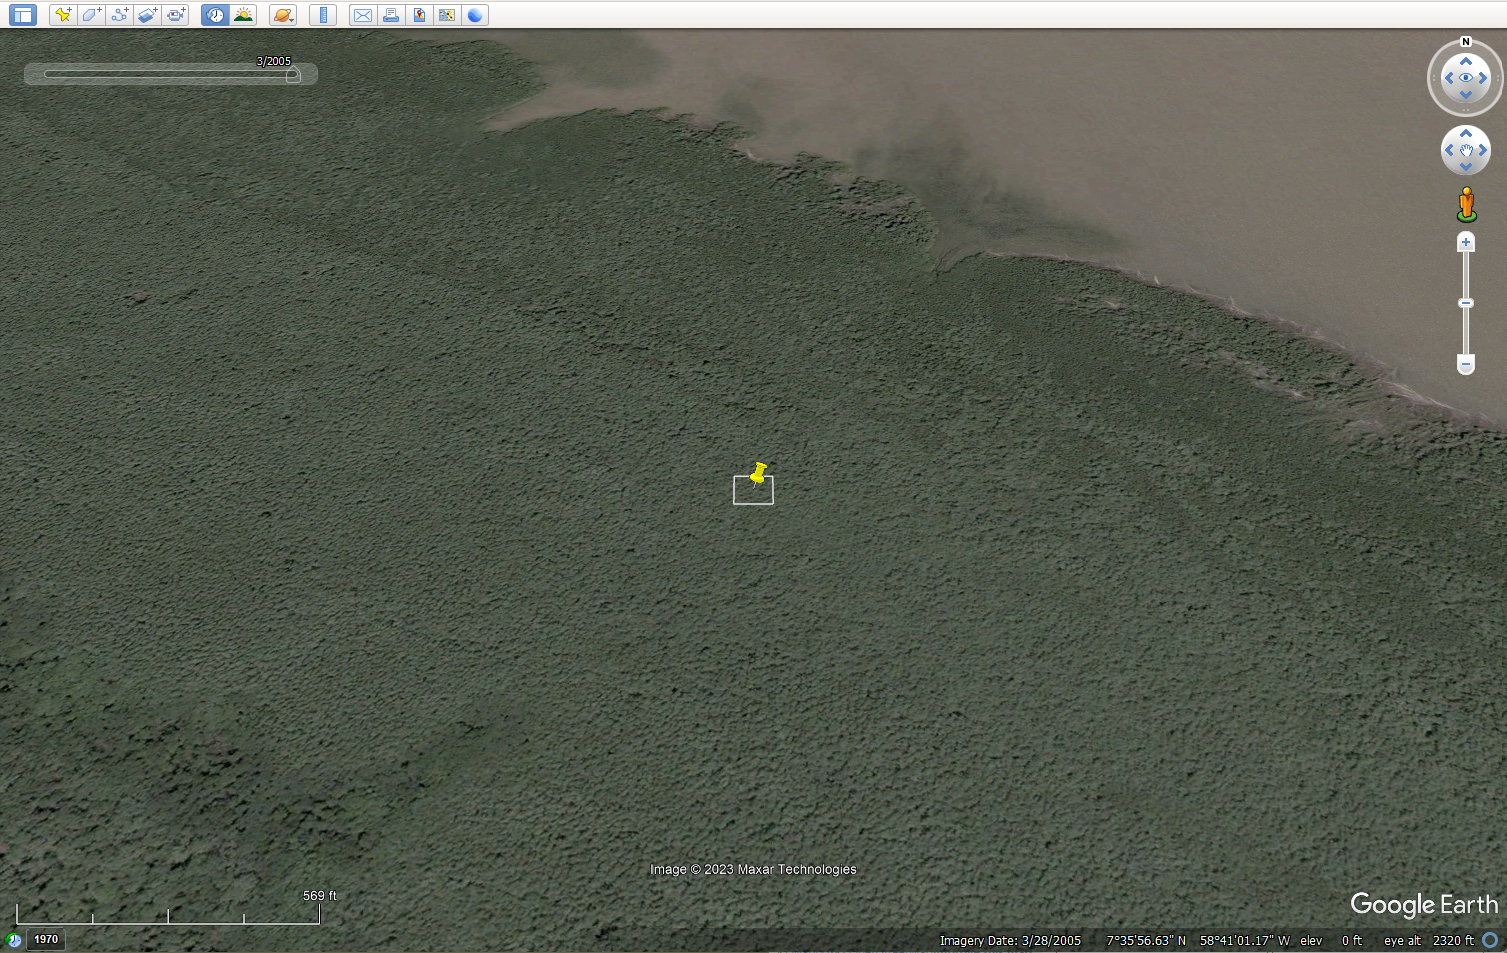 3/2005
N
569 ft
Image © 2023 Maxar Technologies
Google Earth
1970
Imagery Date: 3/28/2005 7°35'56.63" N 58°41'01.17" W elev 0 ft eye alt 2320 ft